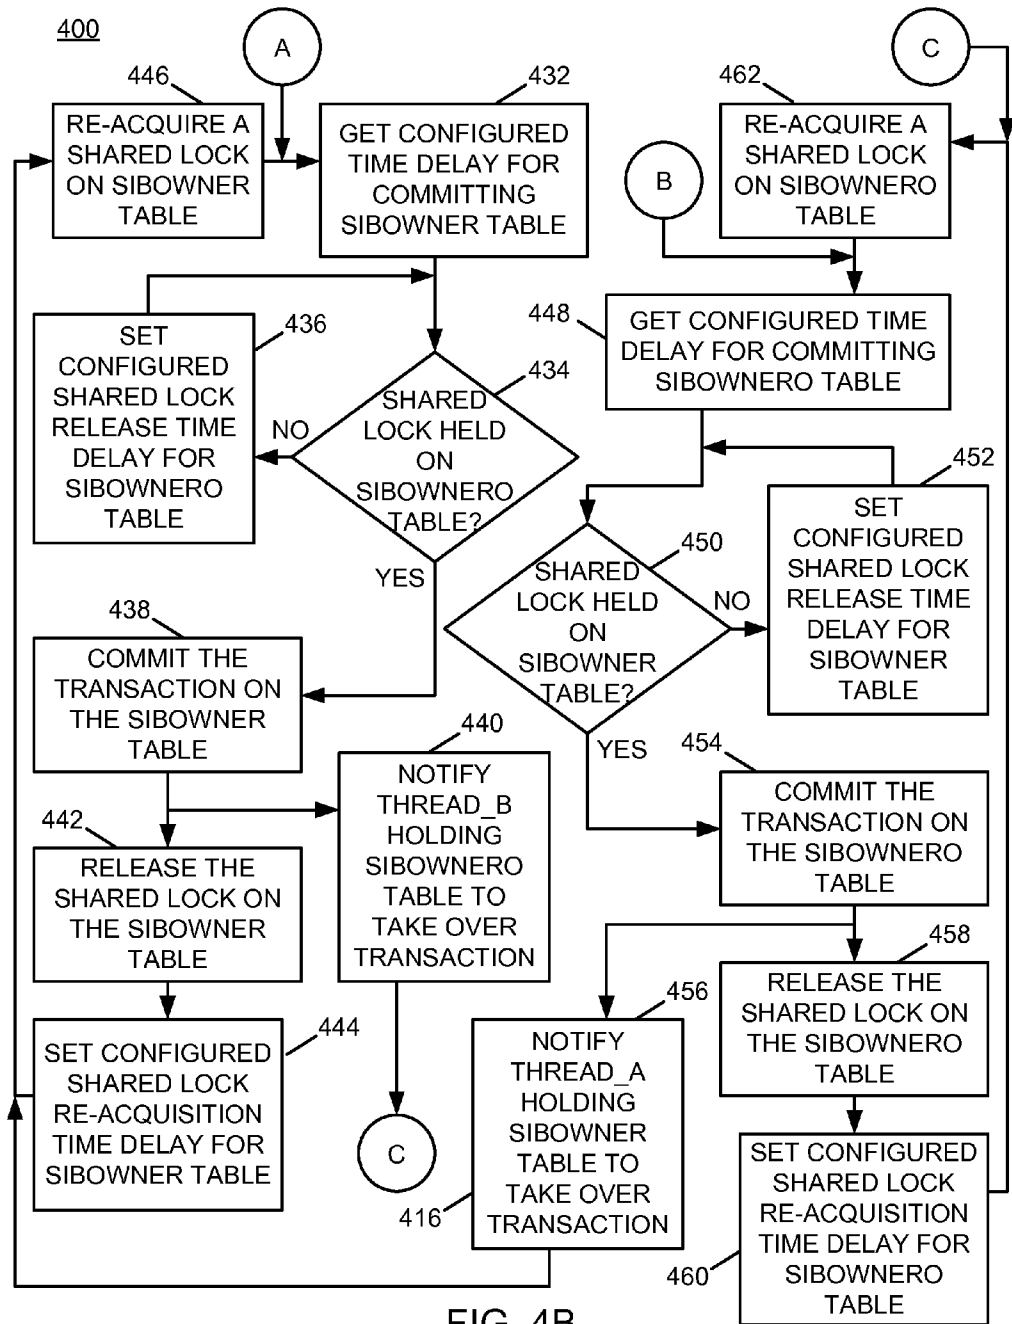 400
A
C
446
RE-ACQUIRE A
SHARED LOCK
ON SIBOWNER
TABLE
432
GET CONFIGURED
TIME DELAY FOR
COMMITTING
SIBOWNER TABLE
462
RE-ACQUIRE A
SHARED LOCK
ON SIBOWNERO
TABLE
B
436
SET
CONFIGURED
SHARED LOCK
RELEASE TIME
DELAY FOR
SIBOWNERO
TABLE
448
GET CONFIGURED TIME
DELAY FOR COMMITTING
SIBOWNERO TABLE
434
SHARED
LOCK HELD
ON
SIBOWNERO
TABLE?
NO
YES
452
SET
CONFIGURED
SHARED LOCK
RELEASE TIME
DELAY FOR
SIBOWNER
TABLE
450
SHARED
LOCK HELD
ON
SIBOWNER
TABLE?
NO
YES
438
COMMIT THE
TRANSACTION ON
THE SIBOWNER
TABLE
440
NOTIFY
THREAD_B
HOLDING
SIBOWNERO
TABLE TO
TAKE OVER
TRANSACTION
454
COMMIT THE
TRANSACTION ON
THE SIBOWNERO
TABLE
442
RELEASE THE
SHARED LOCK ON
THE SIBOWNER
TABLE
458
RELEASE THE
SHARED LOCK ON
THE SIBOWNERO
TABLE
444
SET CONFIGURED
SHARED LOCK
RE-ACQUISITION
TIME DELAY FOR
SIBOWNER TABLE
C
456
NOTIFY
THREAD_A
HOLDING
SIBOWNER
TABLE TO
TAKE OVER
TRANSACTION
416
SET CONFIGURED
SHARED LOCK
RE-ACQUISITION
TIME DELAY FOR
SIBOWNERO
TABLE
460
FIG. 4B